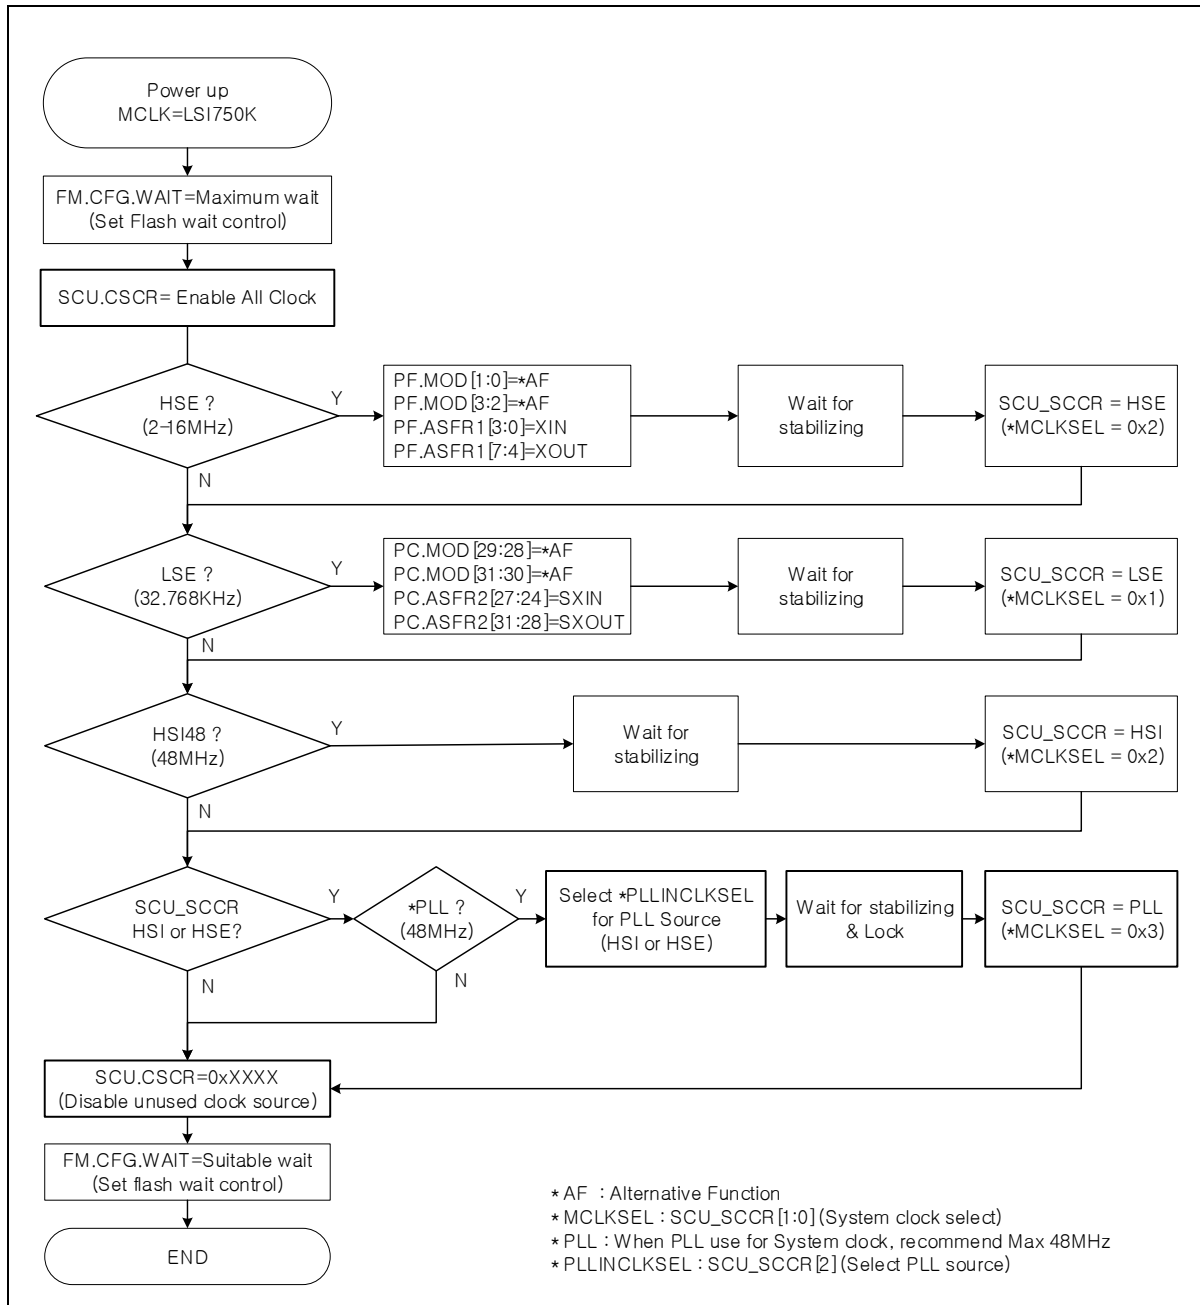 Power up
MCLK=LSI750K
FM.CFG.WAIT=Maximum wait
(Set Flash wait control)
SCU.CSCR= Enable All Clock
HSE ?
(2-16MHz)
Y
N
PF.MOD[1:0]=*AF
PF.MOD[3:2]=*AF
PF.ASFR1[3:0]=XIN
PF.ASFR1[7:4]=XOUT
Wait for
stabilizing
SCU_SCCR = HSE
(*MCLKSEL = 0x2)
LSE ?
(32.768KHz)
Y
N
PC.MOD[29:28]=*AF
PC.MOD[31:30]=*AF
PC.ASFR2[27:24]=SXIN
PC.ASFR2[31:28]=SXOUT
Wait for
stabilizing
SCU_SCCR = LSE
(*MCLKSEL = 0x1)
HSI48 ?
(48MHz)
Y
N
Wait for
stabilizing
SCU_SCCR = HSI
(*MCLKSEL = 0x2)
SCU_SCCR
HSI or HSE?
Y
N
*PLL ?
(48MHz)
Y
N
Select *PLLINCLKSEL
for PLL Source
(HSI or HSE)
Wait for stabilizing
& Lock
SCU_SCCR = PLL
(*MCLKSEL = 0x3)
SCU.CSCR=0xXXXX
(Disable unused clock source)
FM.CFG.WAIT=Suitable wait
(Set flash wait control)
END
* AF : Alternative Function
* MCLKSEL : SCU_SCCR[1:0] (System clock select)
* PLL : When PLL use for System clock, recommend Max 48MHz
* PLLINCLKSEL : SCU_SCCR[2] (Select PLL source)